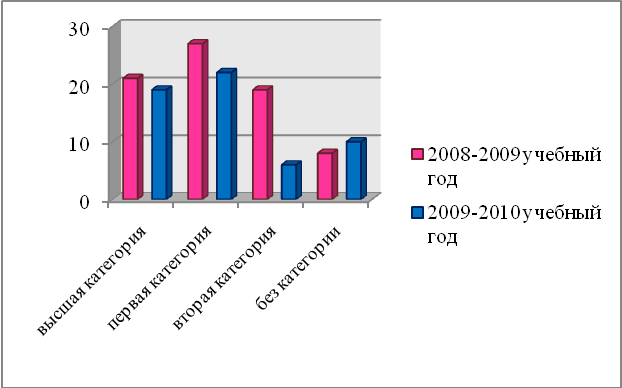 30
20
10
0
высшая категория
первая категория
вторая категория
без категории
2008-2009 учебный
год
2009-2010 учебный
год